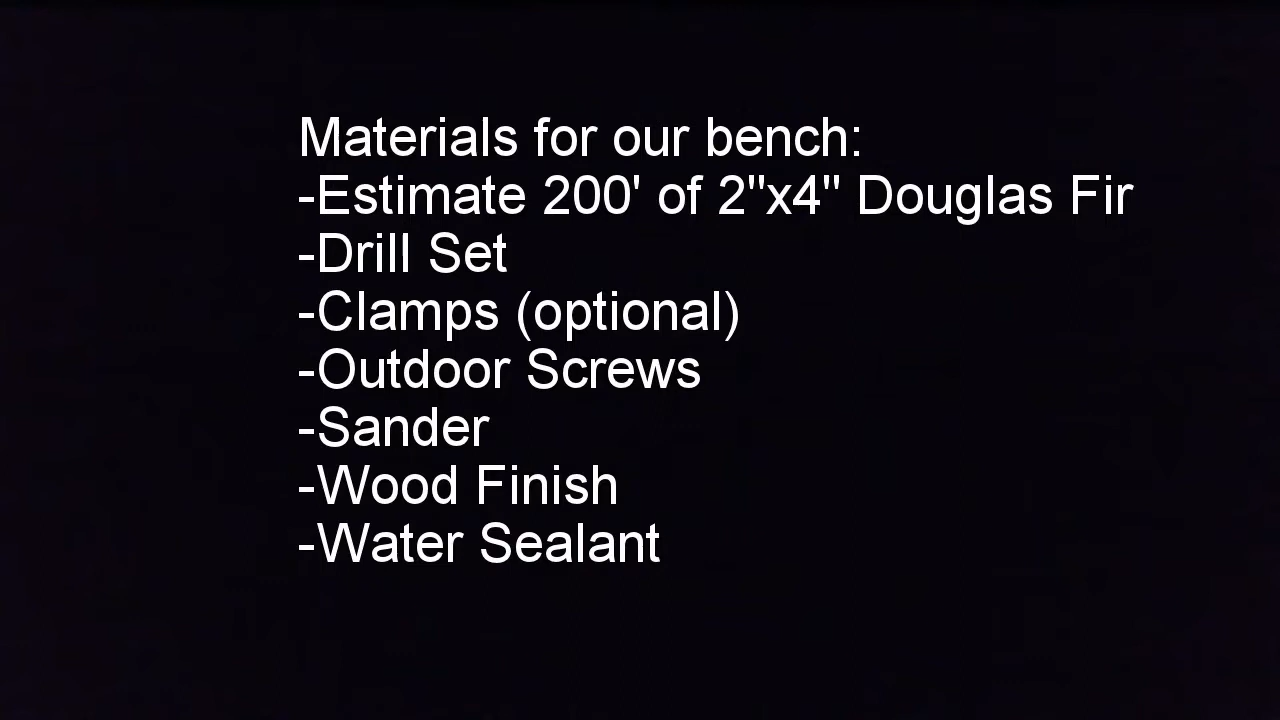 Materials for our bench:
-Estimate 200' of 2"x4" Douglas Fir
-Drill Set
-Clamps (optional)
-Outdoor Screws
-Sander
-Wood Finish
-Water Sealant